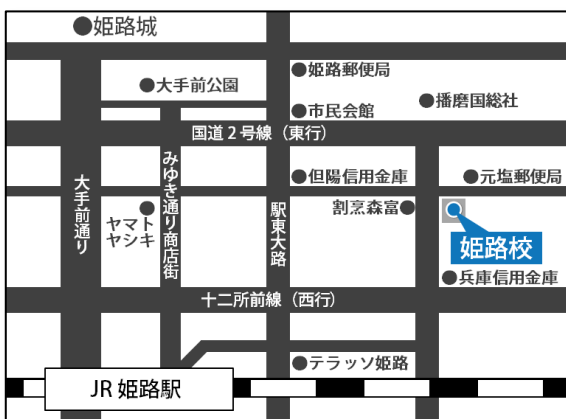 姫路城
姫路郵便局
大手前公園
播磨国総社
市民会館
国道2号線（東行）
みゆき通り商店街
但陽信用金庫
元塩郵便局
大手前通り
駅東大路
割烹森富
ヤマト
ヤシキ
姫路校
兵庫信用金庫
十二所前線（西行）
テラッソ姫路
JR 姫路駅